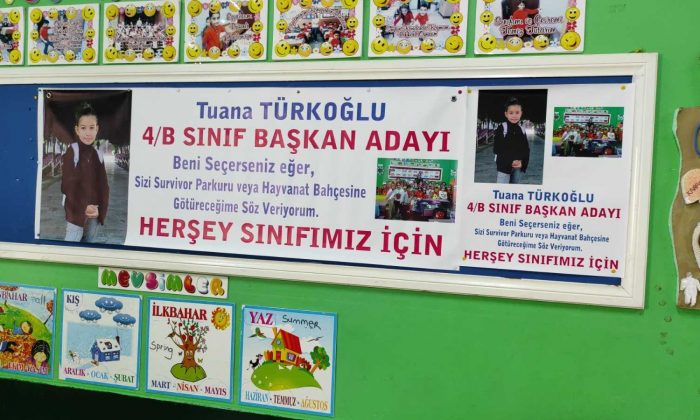 Tuana TÜRKOĞLU
4/B SINIF BAŞKAN ADAYI
Beni Seçerseniz eğer,
Sizi Survivor Parkuru veya Hayvanat Bahçesine
Götüreceğime Söz Veriyorum.
HERŞEY SINIFIMIZ İÇİN
Tuana TÜRKOĞLU
4/B SINIF BAŞKAN ADAYI
Beni Seçerseniz eğer,
Sizi Survivor Parkuru veya Hayvanat Bahçesine
Götüreceğime Söz Veriyorum.
HERŞEY SINIFIMIZ İÇİN
MEVSİMLER
BAHAR
KIŞ
ARALIK - OCAK - ŞUBAT
İLKBAHAR
Spring
MART - NİSAN - MAYIS
YAZ Summer
HAZİRAN - TEMMUZ - AĞUSTOS